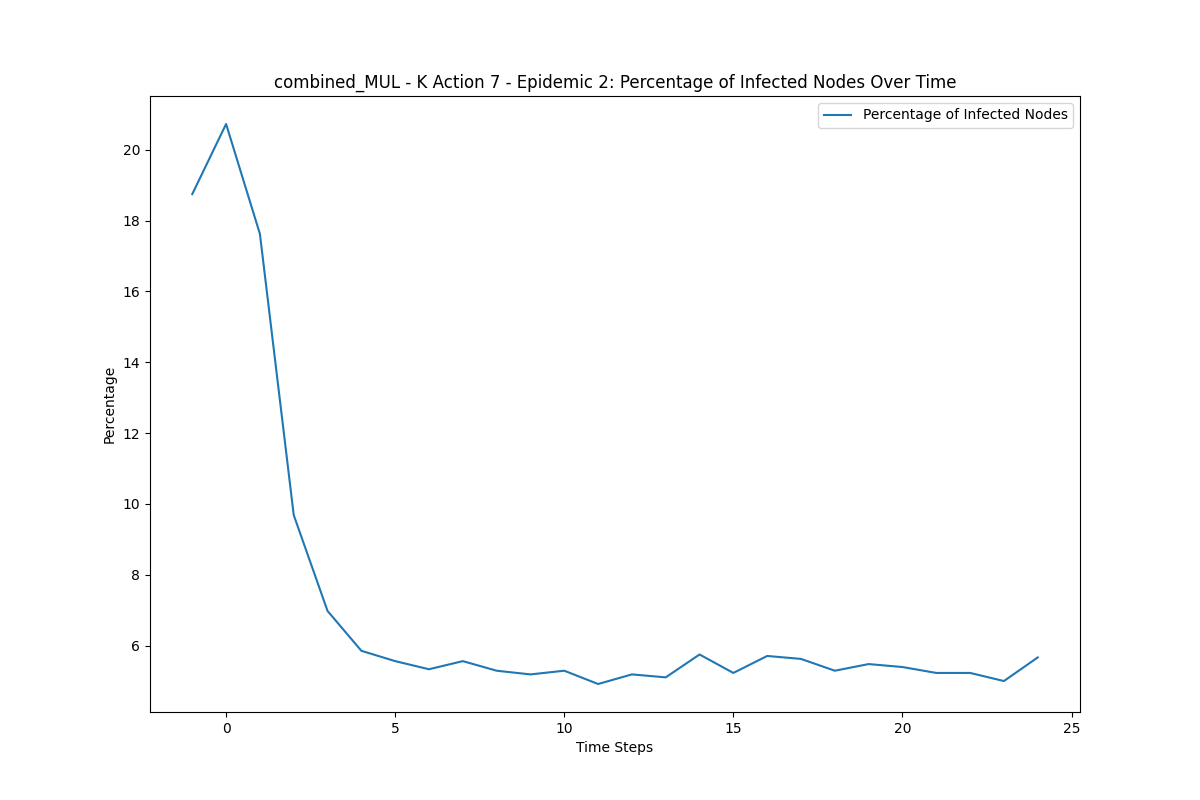 combined_MUL - K Action 7 - Epidemic 2: Percentage of Infected Nodes Over Time
Percentage of Infected Nodes
20
18
16
14
12
10
8
6
Percentage
0 5 10 15 20 25
Time Steps